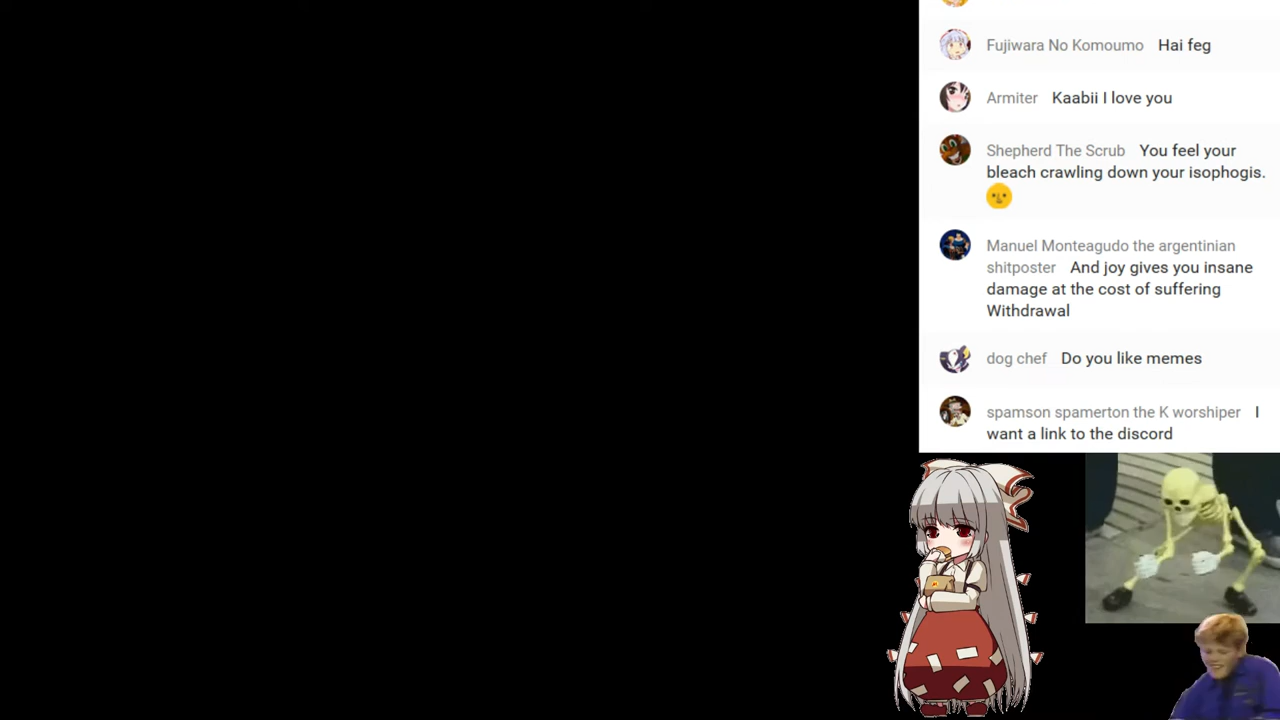 Fujiwara No Komoumo Hai feg
Armiter Kaabii I love you
Shepherd The Scrub You feel your
bleach crawling down your isophogis.
Manuel Monteagudo the argentinian
shitposter And joy gives you insane
damage at the cost of suffering
Withdrawal
dog chef Do you like memes
spamson spamerton the K worshiper I
want a link to the discord